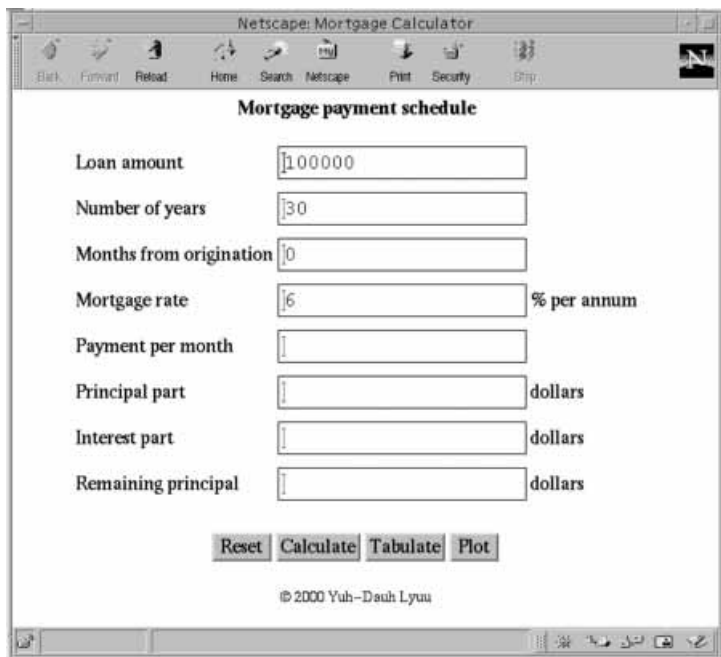 Netscape: Mortgage Calculator
Back Forward Reload Home Search Netscape Print Security Stop
N
Mortgage payment schedule
Loan amount 100000
Number of years 30
Months from origination 0
Mortgage rate 6 % per annum
Payment per month
Principal part dollars
Interest part dollars
Remaining principal dollars
Reset Calculate Tabulate Plot
© 2000 Yuh-Dauh Lyuu